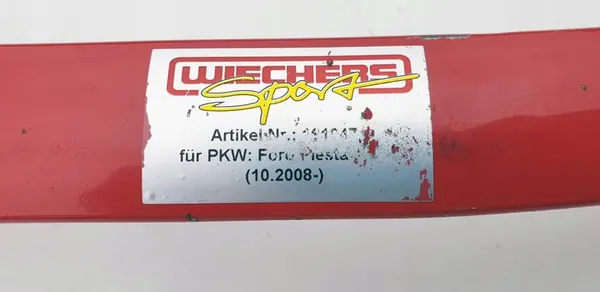 WIECHERS
Sport
Artikel-Nr.:
für PKW: Ford Fiesta
(10.2008-)